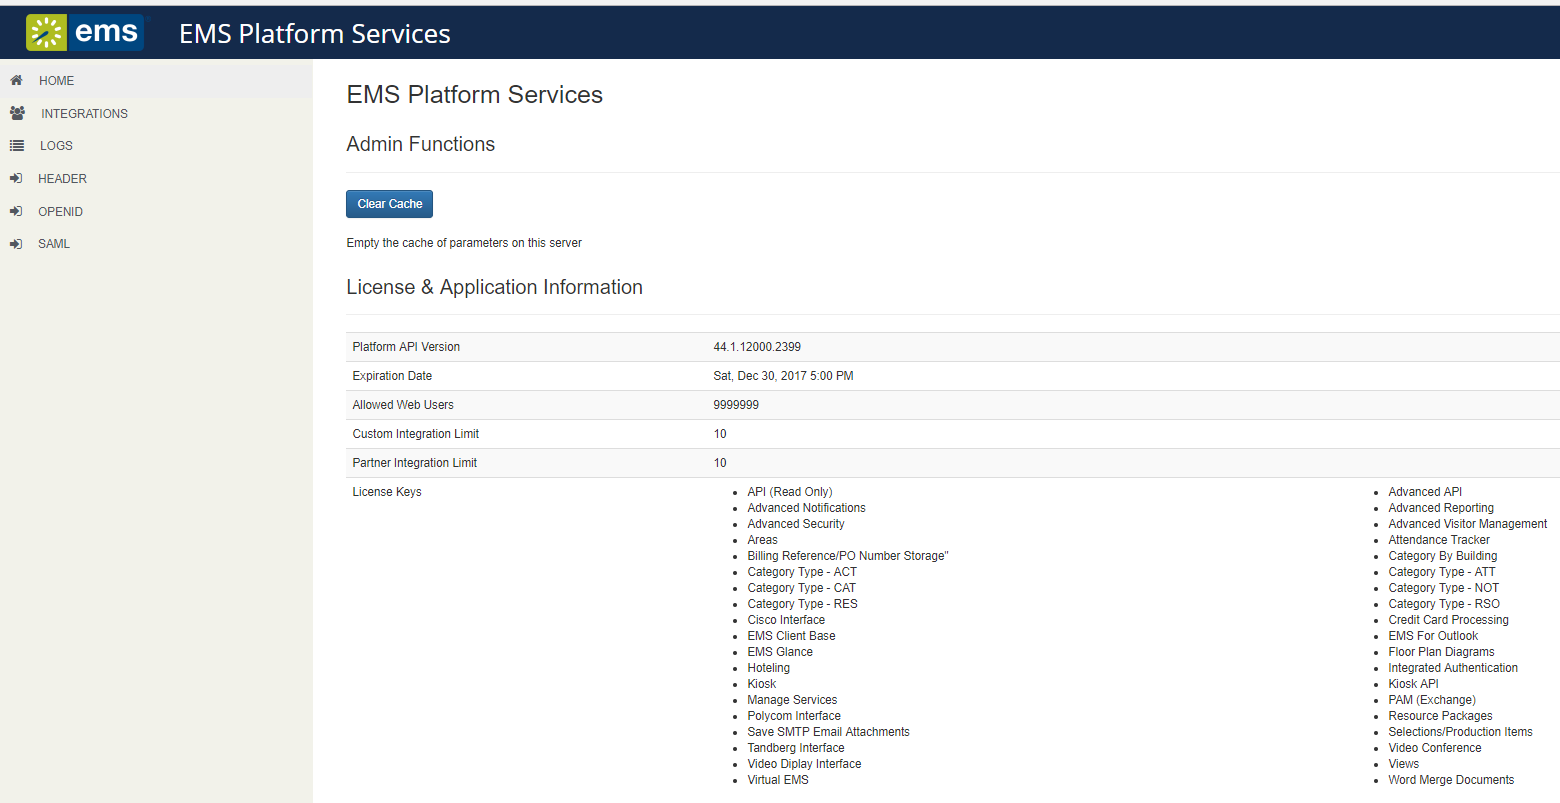 ems
EMS Platform Services
HOME
INTEGRATIONS
LOGS
HEADER
OPENID
SAML
EMS Platform Services
Admin Functions
Clear Cache
Empty the cache of parameters on this server
License & Application Information
Platform API Version 44.1.12000.2399
Expiration Date Sat, Dec 30, 2017 5:00 PM
Allowed Web Users 9999999
Custom Integration Limit 10
Partner Integration Limit 10
License Keys
• API (Read Only)
• Advanced Notifications
• Advanced Security
• Areas
• Billing Reference/PO Number Storage"
• Category Type - ACT
• Category Type - CAT
• Category Type - RES
• Cisco Interface
• EMS Client Base
• EMS Glance
• Hoteling
• Kiosk
• Manage Services
• Polycom Interface
• Save SMTP Email Attachments
• Tandberg Interface
• Video Diplay Interface
• Virtual EMS
• Advanced API
• Advanced Reporting
• Advanced Visitor Management
• Attendance Tracker
• Category By Building
• Category Type - ATT
• Category Type - NOT
• Category Type - RSO
• Credit Card Processing
• EMS For Outlook
• Floor Plan Diagrams
• Integrated Authentication
• Kiosk API
• PAM (Exchange)
• Resource Packages
• Selections/Production Items
• Video Conference
• Views
• Word Merge Documents